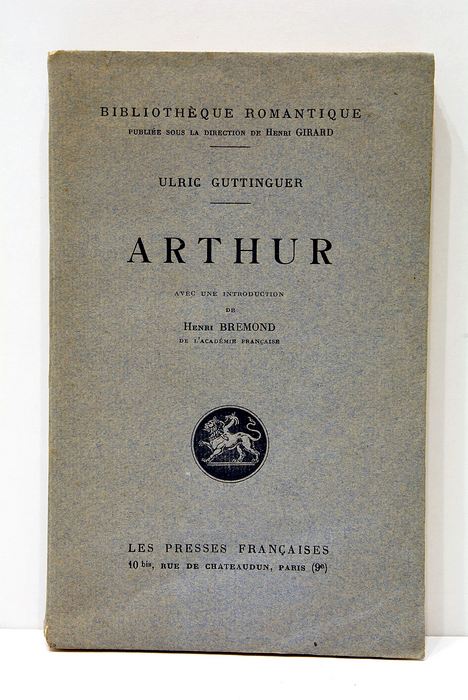 BIBLIOTHÈQUE ROMANTIQUE
PUBLIÉE SOUS LA DIRECTION DE HENRI GIRARD
ULRIC GUTTINGUER
ARTHUR
AVEC UNE INTRODUCTION
DE
HENRI BREMOND
DE L'ACADÉMIE FRANÇAISE
LES PRESSES FRANÇAISES
10 bis, RUE DE CHATEAUDUN, PARIS (9e)